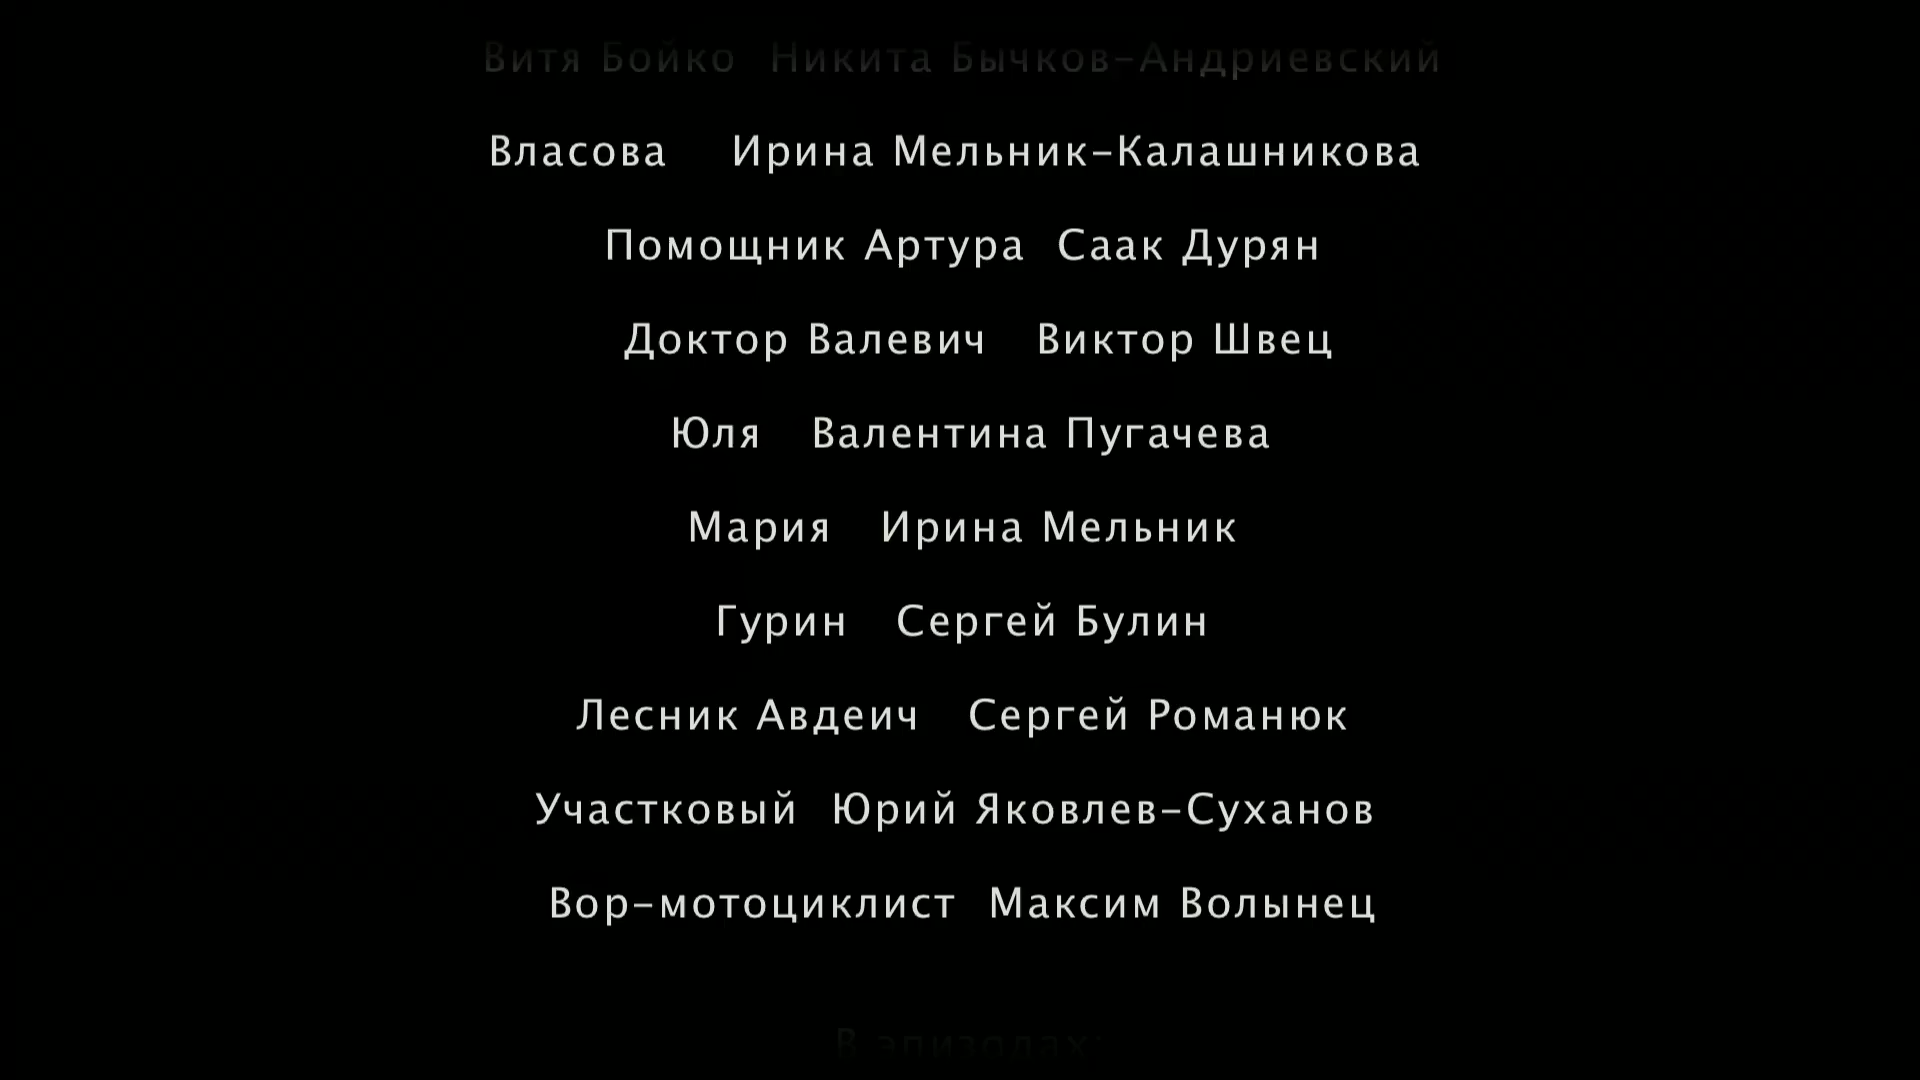 Витя Бойко Никита Бычков-Андриевский
Власова Ирина Мельник-Калашникова
Помощник Артура Саак Дурян
Доктор Валевич Виктор Швец
Юля Валентина Пугачева
Мария Ирина Мельник
Гурин Сергей Булин
Лесник Авдеич Сергей Романюк
Участковый Юрий Яковлев-Суханов
Вор-мотоциклист Максим Волынец
В эпизодах: